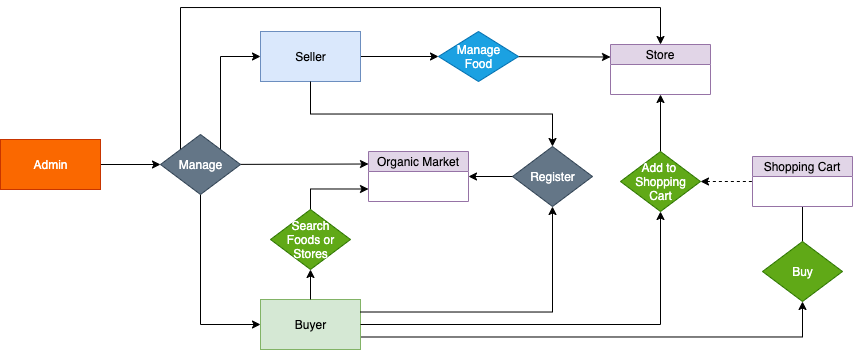 Seller
Manage
Food
Store
Admin
Manage
Organic Market
Register
Add to
Shopping
Cart
Shopping Cart
Search
Foods or
Stores
Buy
Buyer